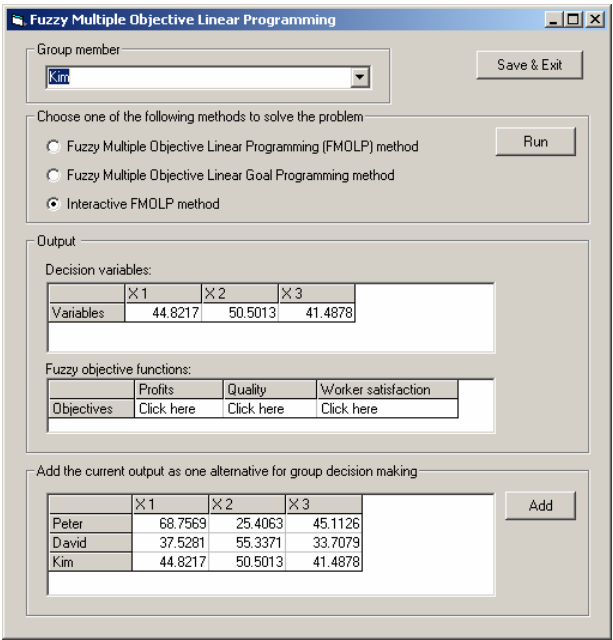 Fuzzy Multiple Objective Linear Programming
Group member
Kim
Save & Exit
Choose one of the following methods to solve the problem
Fuzzy Multiple Objective Linear Programming (FMOLP) method
Run
Fuzzy Multiple Objective Linear Goal Programming method
Interactive FMOLP method
Output
Decision variables:
X 1 X 2 X 3
Variables 44.8217 50.5013 41.4878
Fuzzy objective functions:
Profits Quality Worker satisfaction
Objectives Click here Click here Click here
Add the current output as one alternative for group decision making
X 1 X 2 X 3
Add
Peter 68.7569 25.4063 45.1126
David 37.5281 55.3371 33.7079
Kim 44.8217 50.5013 41.4878